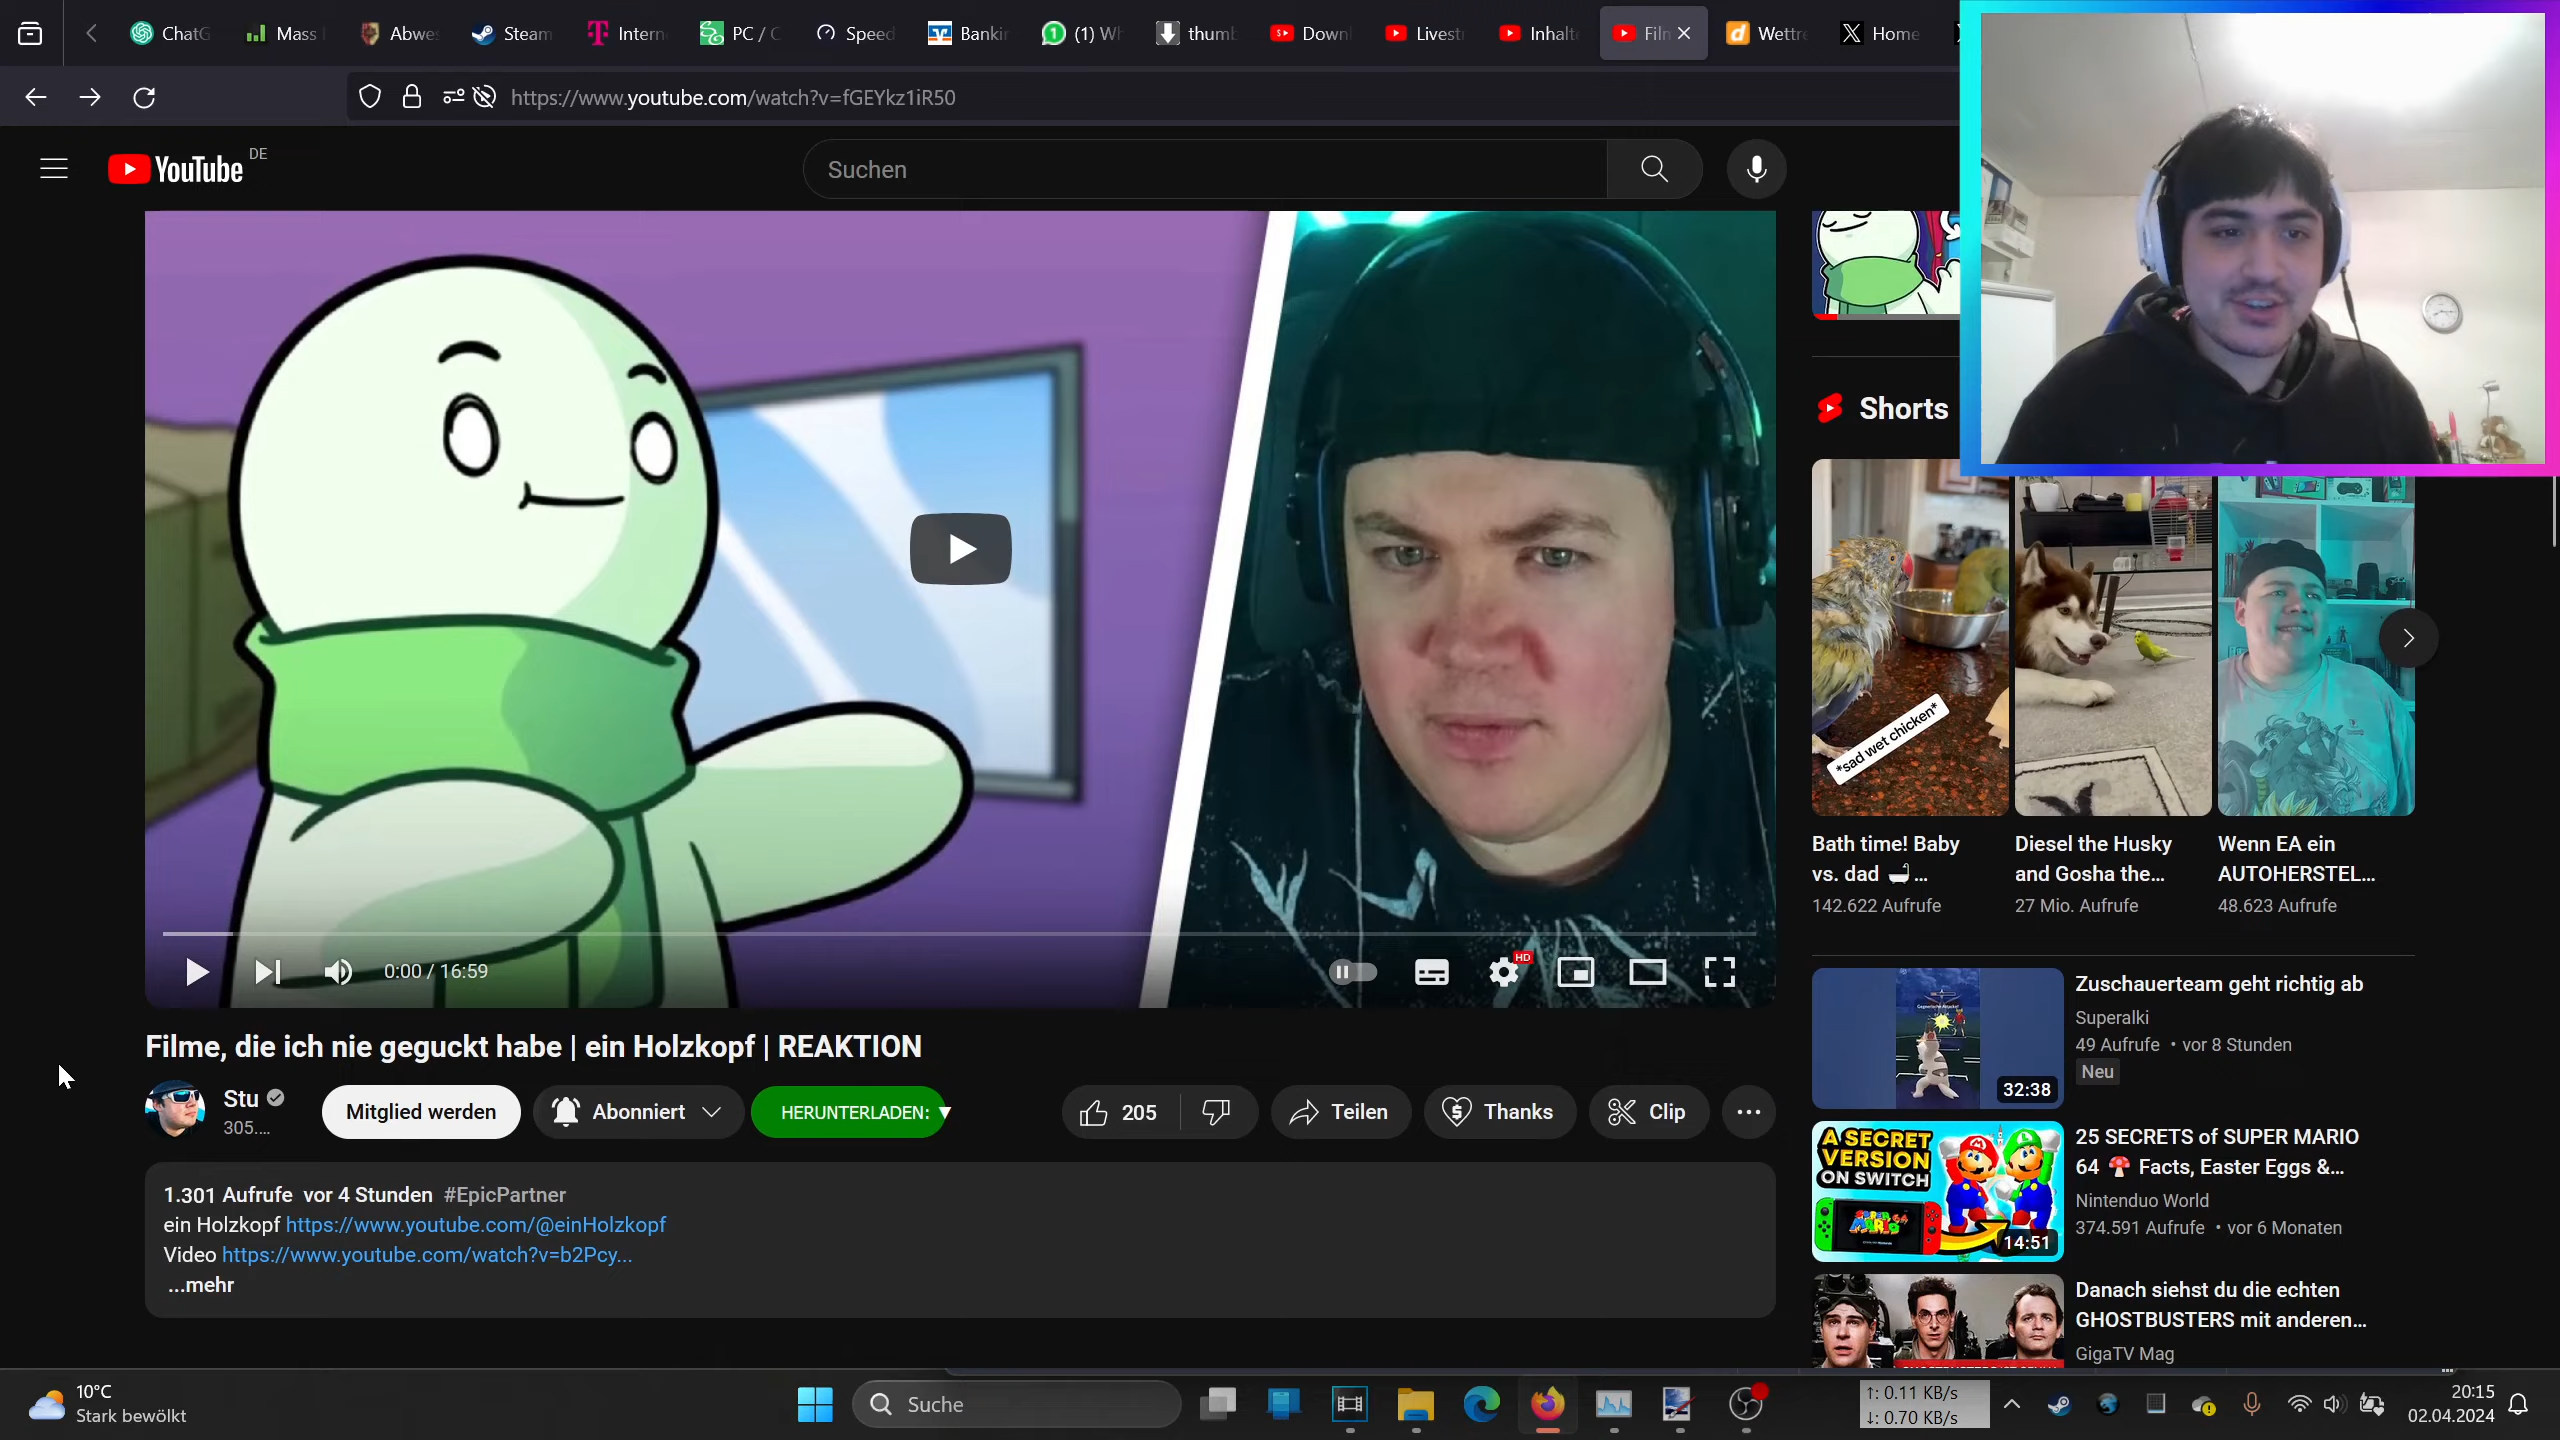 ChatG
Mass
Abwe
Steam
Intern
PC / C
Speed
Banki
(1) W
thumb
Down
Livest
Inhalt
Film
Wettr
Home
https://www.youtube.com/watch?v=fGEYkz1iR50
YouTube DE
Suchen
Shorts
*sad wet chicken*
Bath time! Baby
vs. dad 🛁...
142.622 Aufrufe
Diesel the Husky
and Gosha the...
27 Mio. Aufrufe
Wenn EA ein
AUTOHERSTEL...
48.623 Aufrufe
0:00 / 16:59
HD
Filme, die ich nie geguckt habe | ein Holzkopf | REAKTION
Stu
305....
Mitglied werden
Abonniert
HERUNTERLADEN: ▼
205
Teilen
Thanks
Clip
1.301 Aufrufe vor 4 Stunden #EpicPartner
ein Holzkopf https://www.youtube.com/@einHolzkopf
Video https://www.youtube.com/watch?v=b2Pcy...
...mehr
32:38
Zuschauerteam geht richtig ab
Superalki
49 Aufrufe • vor 8 Stunden
Neu
A SECRET
VERSION
ON SWITCH
SUPER
MARIO
14:51
25 SECRETS of SUPER MARIO
64 🍄 Facts, Easter Eggs &...
Nintenduo World
374.591 Aufrufe • vor 6 Monaten
Danach siehst du die echten
GHOSTBUSTERS mit anderen...
GigaTV Mag
10°C
Stark bewölkt
Suche
↑: 0.11 KB/s
↓: 0.70 KB/s
20:15
02.04.2024